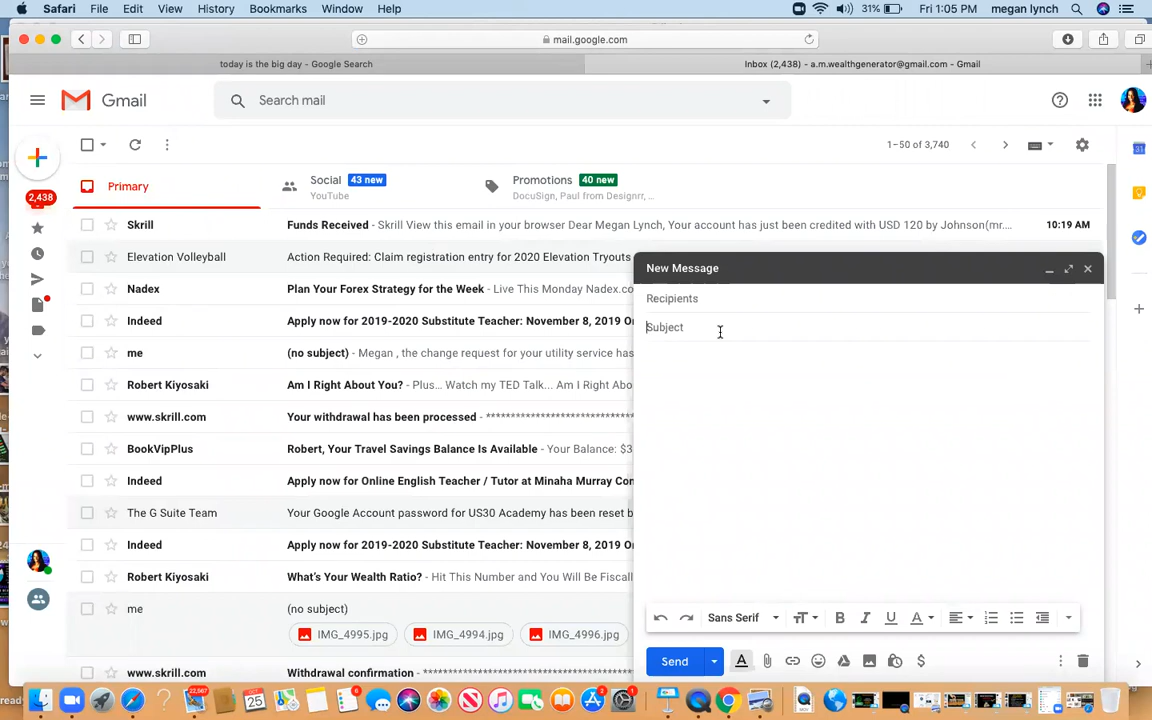 Safari File Edit View History Bookmarks Window Help 31% Fri 1:05 PM megan lynch
mail.google.com
today is the big day - Google Search
Inbox (2,438) - a.m.wealthgenerator@gmail.com - Gmail
Gmail
Search mail
1–50 of 3,740
31
2,438
Primary
Social 43 new
YouTube
Promotions 40 new
DocuSign, Paul from Designrr, ...
Skrill Funds Received - Skrill View this email in your browser Dear Megan Lynch, Your account has just been credited with USD 120 by Johnson(mr.... 10:19 AM
Elevation Volleyball Action Required: Claim registration entry for 2020 Elevation Tryouts
Nadex Plan Your Forex Strategy for the Week - Live This Monday Nadex.co
Indeed Apply now for 2019-2020 Substitute Teacher: November 8, 2019 O
me (no subject) - Megan , the change request for your utility service has
Robert Kiyosaki Am I Right About You? - Plus... Watch my TED Talk... Am I Right Abo
www.skrill.com Your withdrawal has been processed - **********************************
BookVipPlus Robert, Your Travel Savings Balance Is Available - Your Balance: $3
Indeed Apply now for Online English Teacher / Tutor at Minaha Murray Con
The G Suite Team Your Google Account password for US30 Academy has been reset b
Indeed Apply now for 2019-2020 Substitute Teacher: November 8, 2019 O
Robert Kiyosaki What's Your Wealth Ratio? - Hit This Number and You Will Be Fiscall
me (no subject)
IMG_4995.jpg IMG_4994.jpg IMG_4996.jpg
www.skrill.com Withdrawal confirmation - **********************************
New Message
Recipients
Subject
Sans Serif
B I U A
Send
A $
22,067
OCT
25
6
2
1